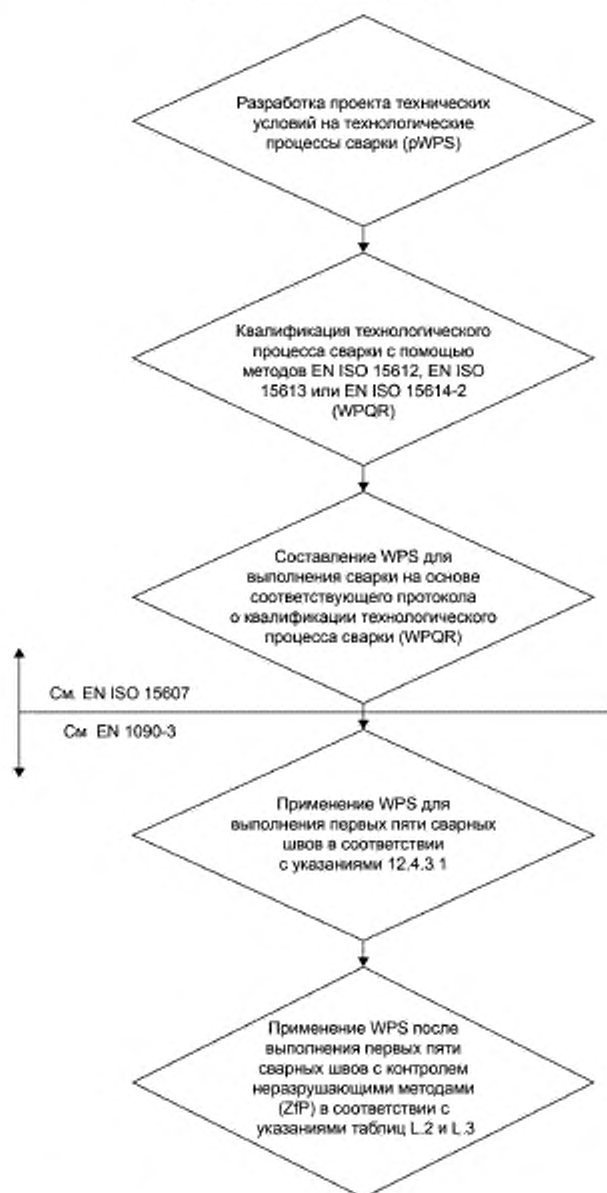 Разработка проекта технических
условий на технологические
процессы сварки (pWPS)
Квалификация технологического
процесса сварки с помощью
методов EN ISO 15612, EN ISO
15613 или EN ISO 15614-2
(WPQR)
Составление WPS для
выполнения сварки на основе
соответствующего протокола
о квалификации технологического
процесса сварки (WPQR)
См. EN ISO 15607
См EN 1090-3
Применение WPS для
выполнения первых пяти сварных
швов в соответствии
с указаниями 12.4.3 1
Применение WPS после
выполнения первых пяти
сварных швов с контролем
неразрушающими методами
(ZfP) в соответствии с
указаниями таблиц L.2 и L.3